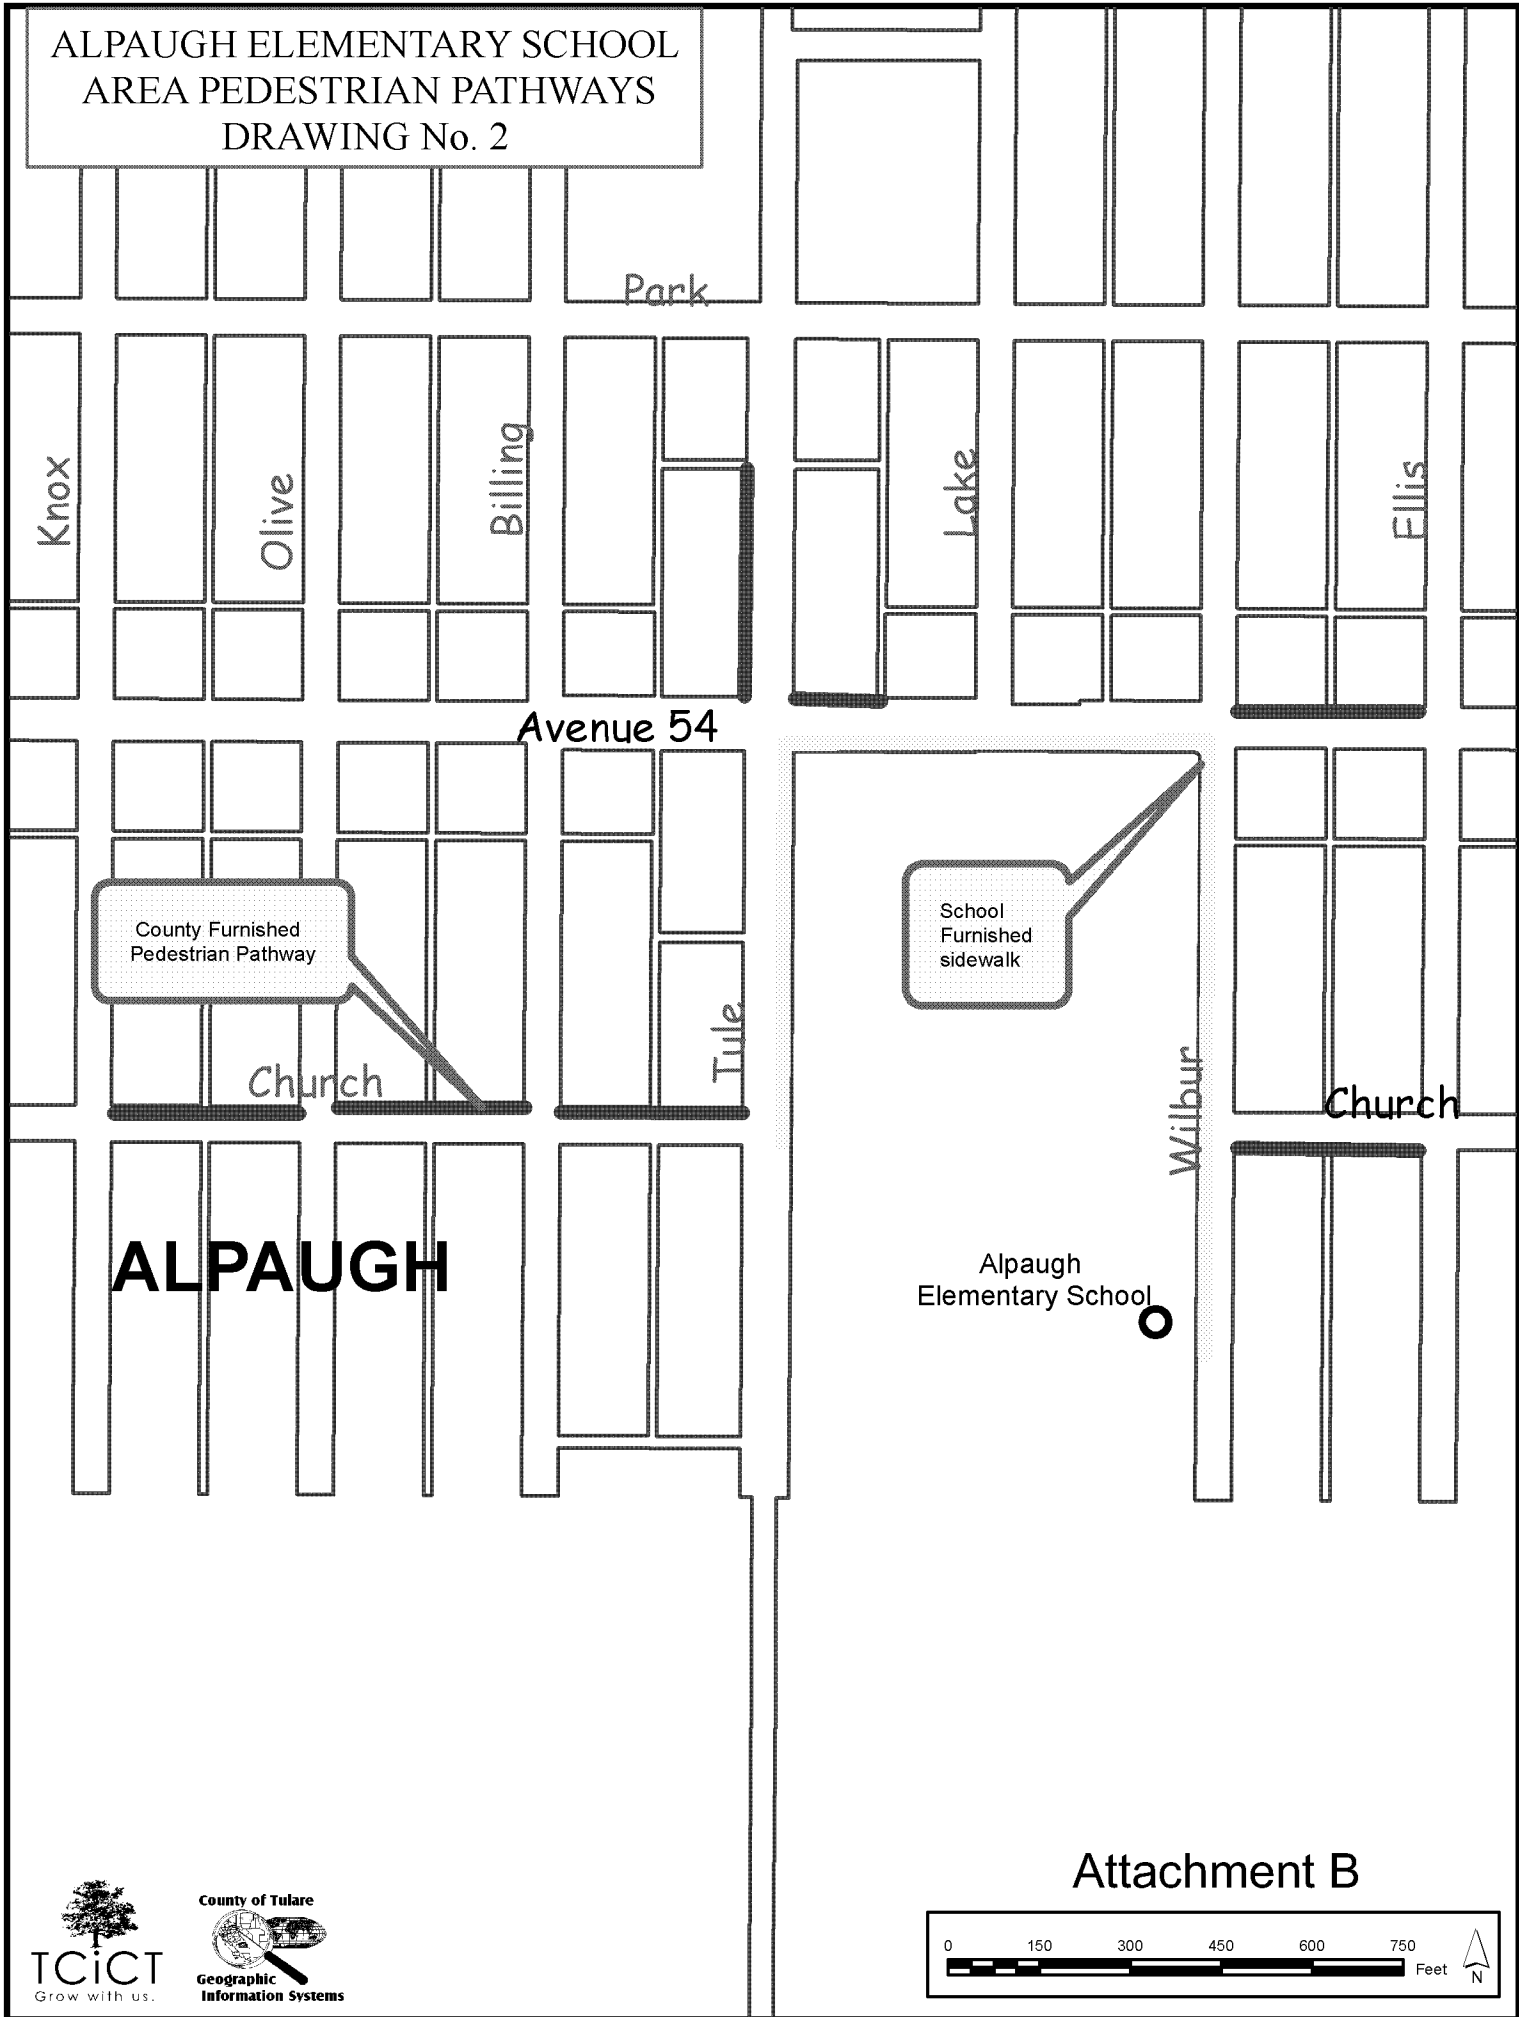 ALPAUGH ELEMENTARY SCHOOL
AREA PEDESTRIAN PATHWAYS
DRAWING No. 2
Park
Knox
Olive
Billing
Lake
Ellis
Avenue 54
County Furnished
Pedestrian Pathway
School
Furnished
sidewalk
Tule
Church
Wilbur
Church
ALPAUGH
Alpaugh
Elementary School
Attachment B
0 150 300 450 600 750
Feet
N
TCiCT
Grow with us.
County of Tulare
Geographic
Information Systems